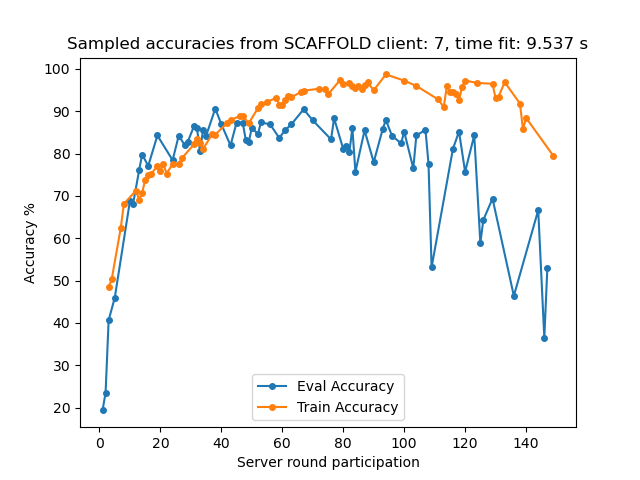 Sampled accuracies from SCAFFOLD client: 7, time fit: 9.537 s
100
90
80
70
60
50
40
30
20
Accuracy %
Eval Accuracy
Train Accuracy
0 20 40 60 80 100 120 140
Server round participation